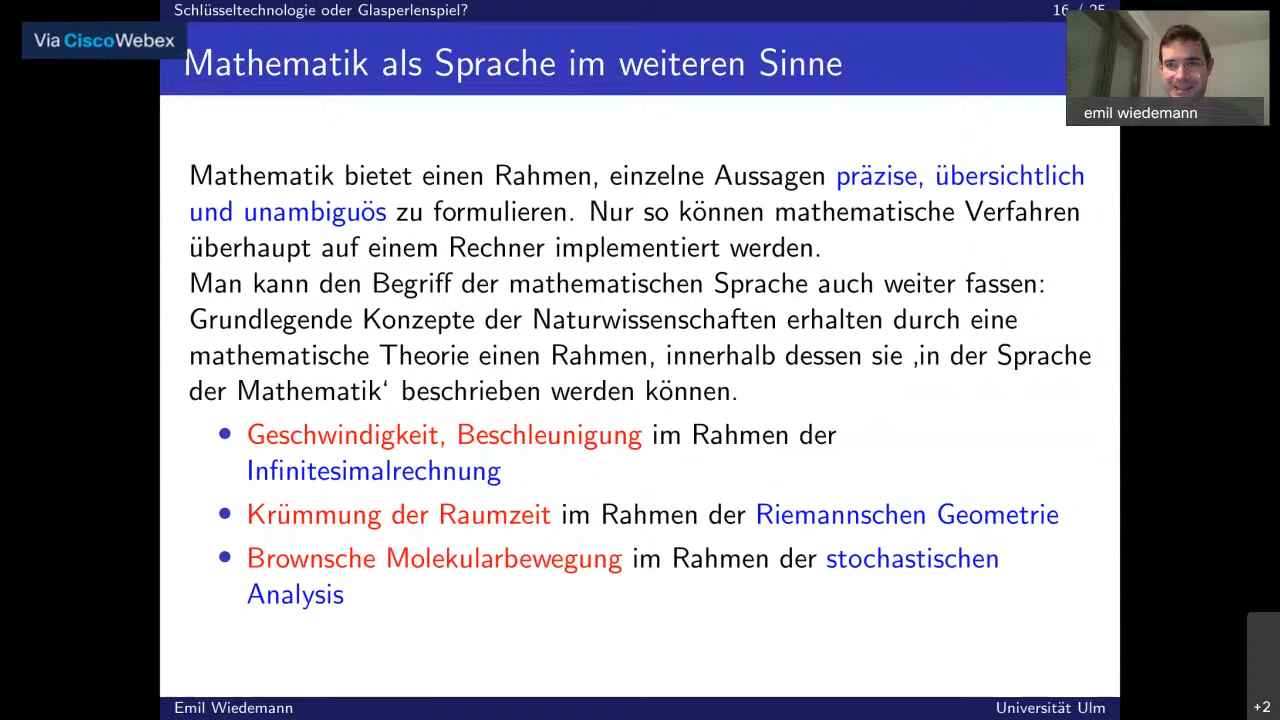 Schlüsseltechnologie oder Glasperlenspiel?
16 / 25
Via CiscoWebex
Mathematik als Sprache im weiteren Sinne
emil wiedemann
Mathematik bietet einen Rahmen, einzelne Aussagen präzise, übersichtlich
und unambiguös zu formulieren. Nur so können mathematische Verfahren
überhaupt auf einem Rechner implementiert werden.
Man kann den Begriff der mathematischen Sprache auch weiter fassen:
Grundlegende Konzepte der Naturwissenschaften erhalten durch eine
mathematische Theorie einen Rahmen, innerhalb dessen sie ‚in der Sprache
der Mathematik‘ beschrieben werden können.
• Geschwindigkeit, Beschleunigung im Rahmen der
Infinitesimalrechnung
• Krümmung der Raumzeit im Rahmen der Riemannschen Geometrie
• Brownsche Molekularbewegung im Rahmen der stochastischen
Analysis
Emil Wiedemann
Universität Ulm
+2